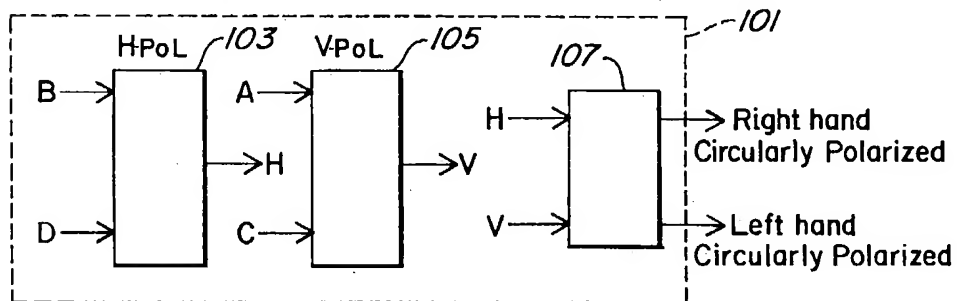 101
H-PoL
103
V-PoL
105
107
B
A
H
Right hand
Circularly Polarized
H
V
D
C
V
Left hand
Circularly Polarized